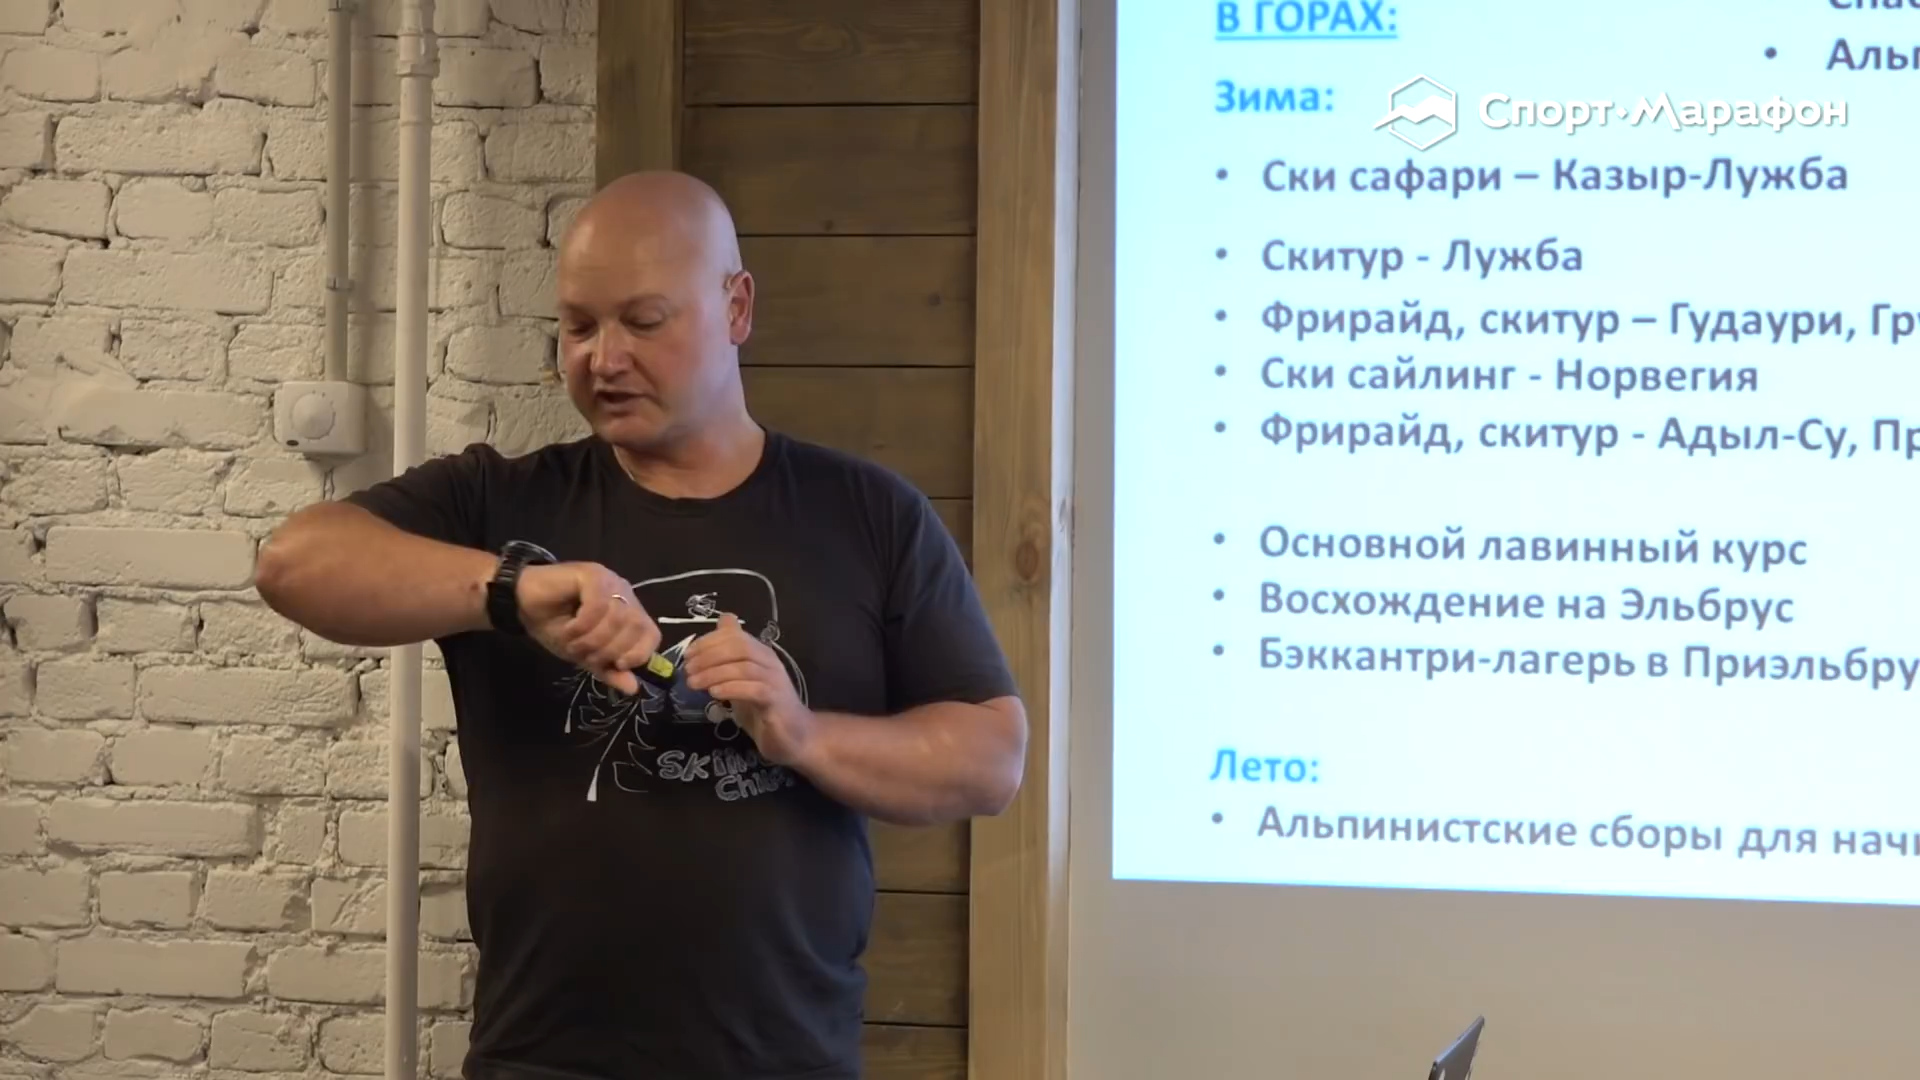 В ГОРАХ:
Зима:
Спорт-Марафон
• Ски сафари – Казыр-Лужба
• Скитур - Лужба
• Фрирайд, скитур – Гудаури,
• Ски сайлинг - Норвегия
• Фрирайд, скитур - Адыл-Су,
• Основной лавинный курс
• Восхождение на Эльбрус
• Бэккантри-лагерь в
Лето:
• Альпинистские сборы для